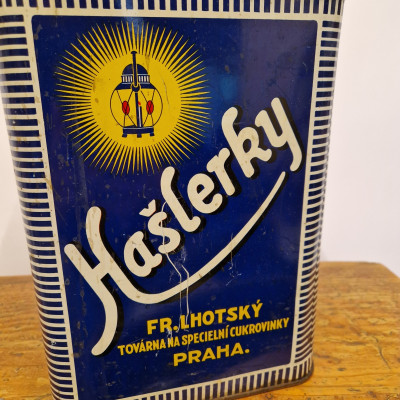 Hašlerky
FR. LHOTSKÝ
TOVÁRNA NA SPECIELNÍ CUKROVINKY
PRAHA.